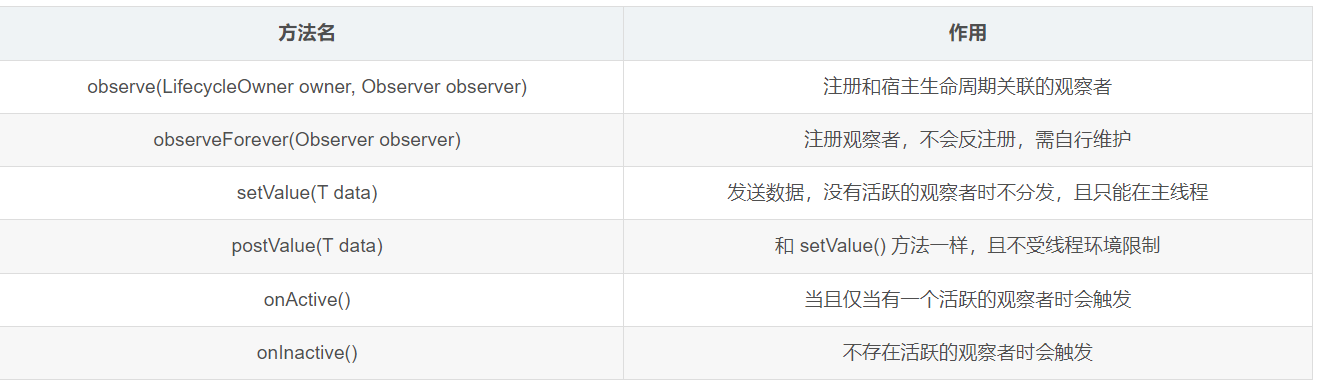 方法名 作用
observe(LifecycleOwner owner, Observer observer) 注册和宿主生命周期关联的观察者
observeForever(Observer observer) 注册观察者，不会反注册，需自行维护
setValue(T data) 发送数据，没有活跃的观察者时不分发，且只能在主线程
postValue(T data) 和 setValue() 方法一样，且不受线程环境限制
onActive() 当且仅当有一个活跃的观察者时会触发
onInactive() 不存在活跃的观察者时会触发